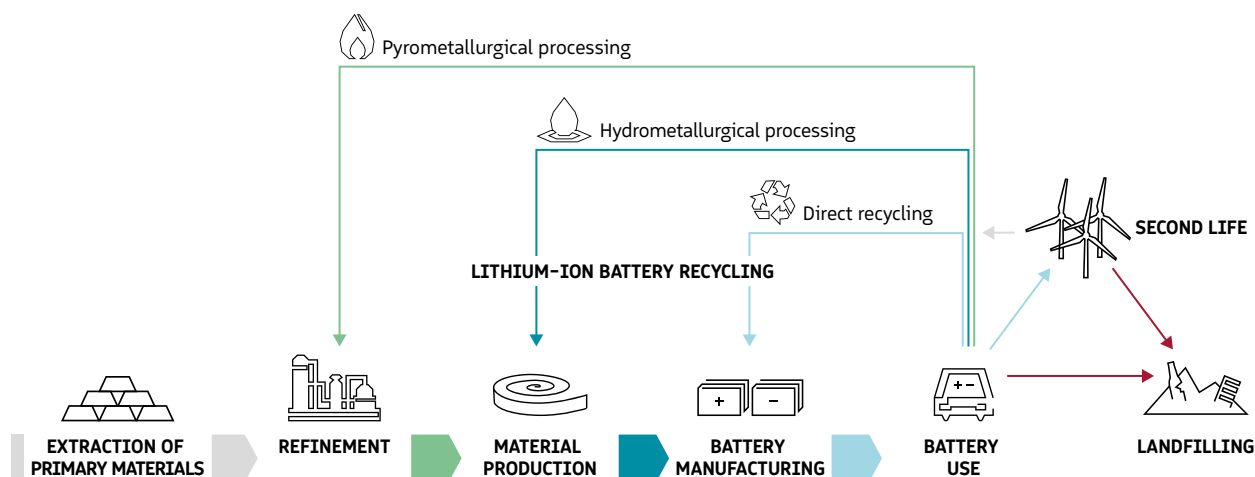 Pyrometallurgical processing
Hydrometallurgical processing
Direct recycling
SECOND LIFE
LITHIUM-ION BATTERY RECYCLING
+ -
+ -
EXTRACTION OF
PRIMARY MATERIALS
REFINEMENT
MATERIAL
PRODUCTION
BATTERY
MANUFACTURING
BATTERY
USE
LANDFILLING